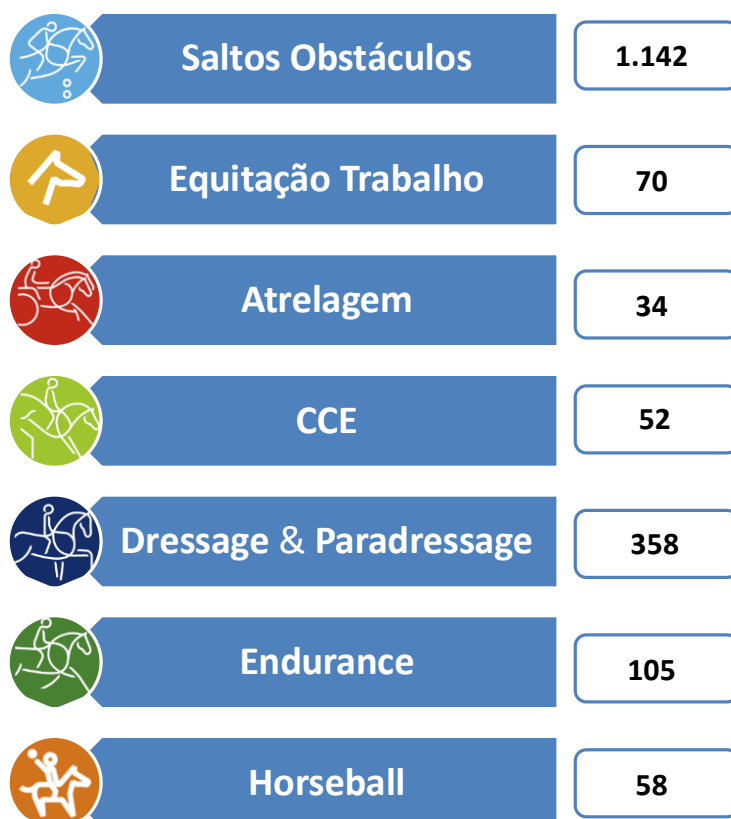 Saltos Obstáculos 1.142
Equitação Trabalho 70
Atrelagem 34
CCE 52
Dressage & Paradressage 358
Endurance 105
Horseball 58